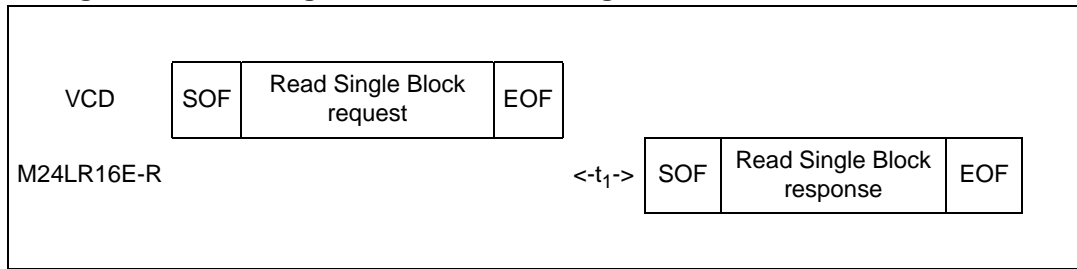 VCD SOF Read Single Block request EOF
M24LR16E-R <-t₁-> SOF Read Single Block response EOF